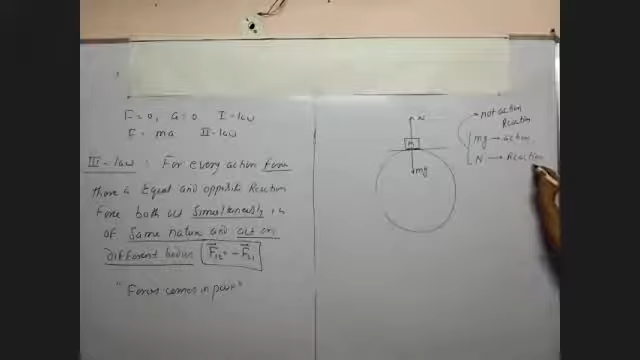 F = 0, a = 0 I - law
F = ma II - law
III - law : For every action force
there is Equal and opposite Reaction
Force both act Simultaneously, is
of Same nature and act on
different bodies F₁₂ = - F₂₁
"Forces comes in pair"
N
m
mg
= not action
Reaction
mg → action
N → Reaction